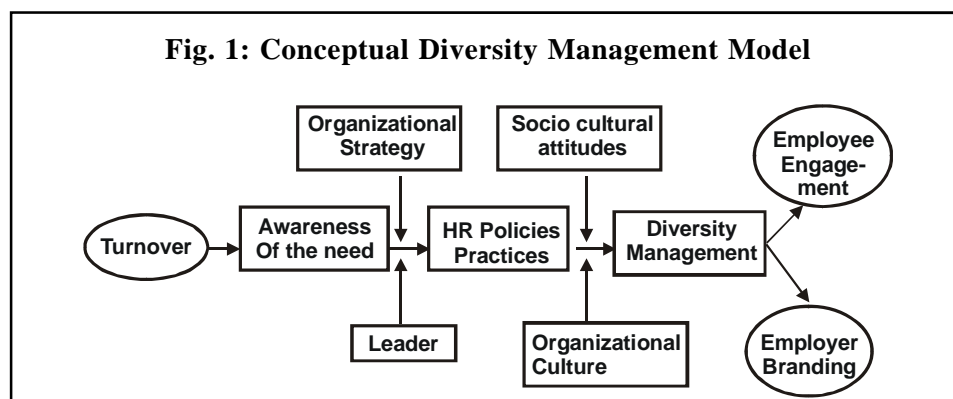 Fig. 1: Conceptual Diversity Management Model
Organizational
Strategy
Socio cultural
attitudes
Employee
Engage-
ment
Turnover
Awareness
Of the need
HR Policies
Practices
Diversity
Management
Leader
Organizational
Culture
Employer
Branding